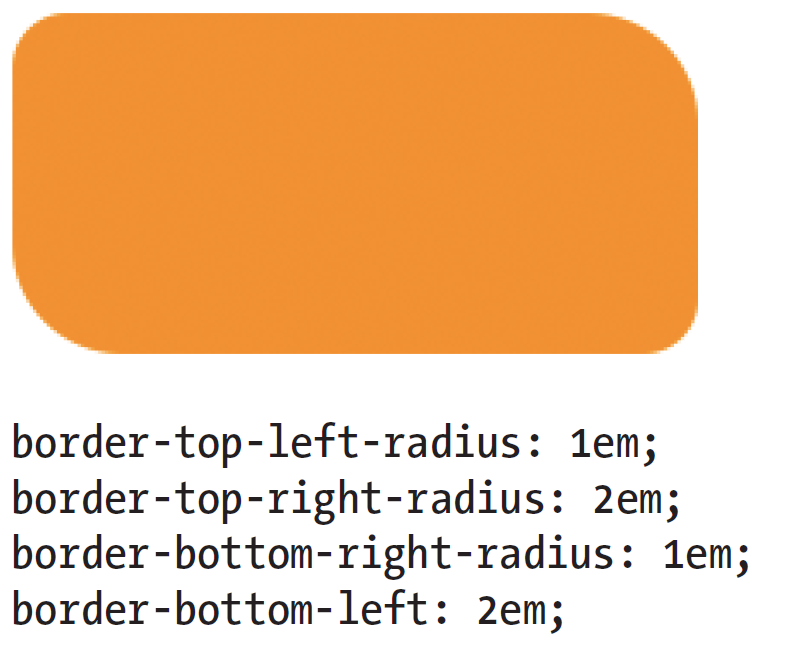 border-top-left-radius: 1em;
border-top-right-radius: 2em;
border-bottom-right-radius: 1em;
border-bottom-left: 2em;